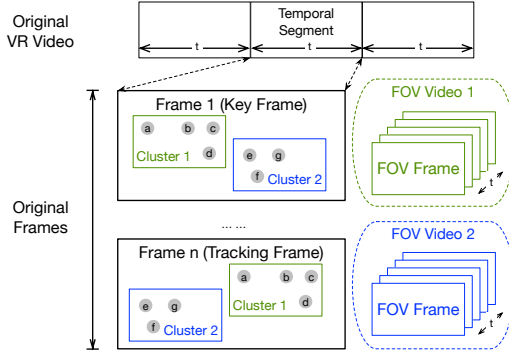 Original
VR Video
Temporal
Segment
t
t
t
Frame 1 (Key Frame)
a
b
c
d
Cluster 1
e
g
f
Cluster 2
FOV Video 1
FOV Frame
t
Original
Frames
... ...
Frame n (Tracking Frame)
a
b
c
d
Cluster 1
e
g
f
Cluster 2
FOV Video 2
FOV Frame
t